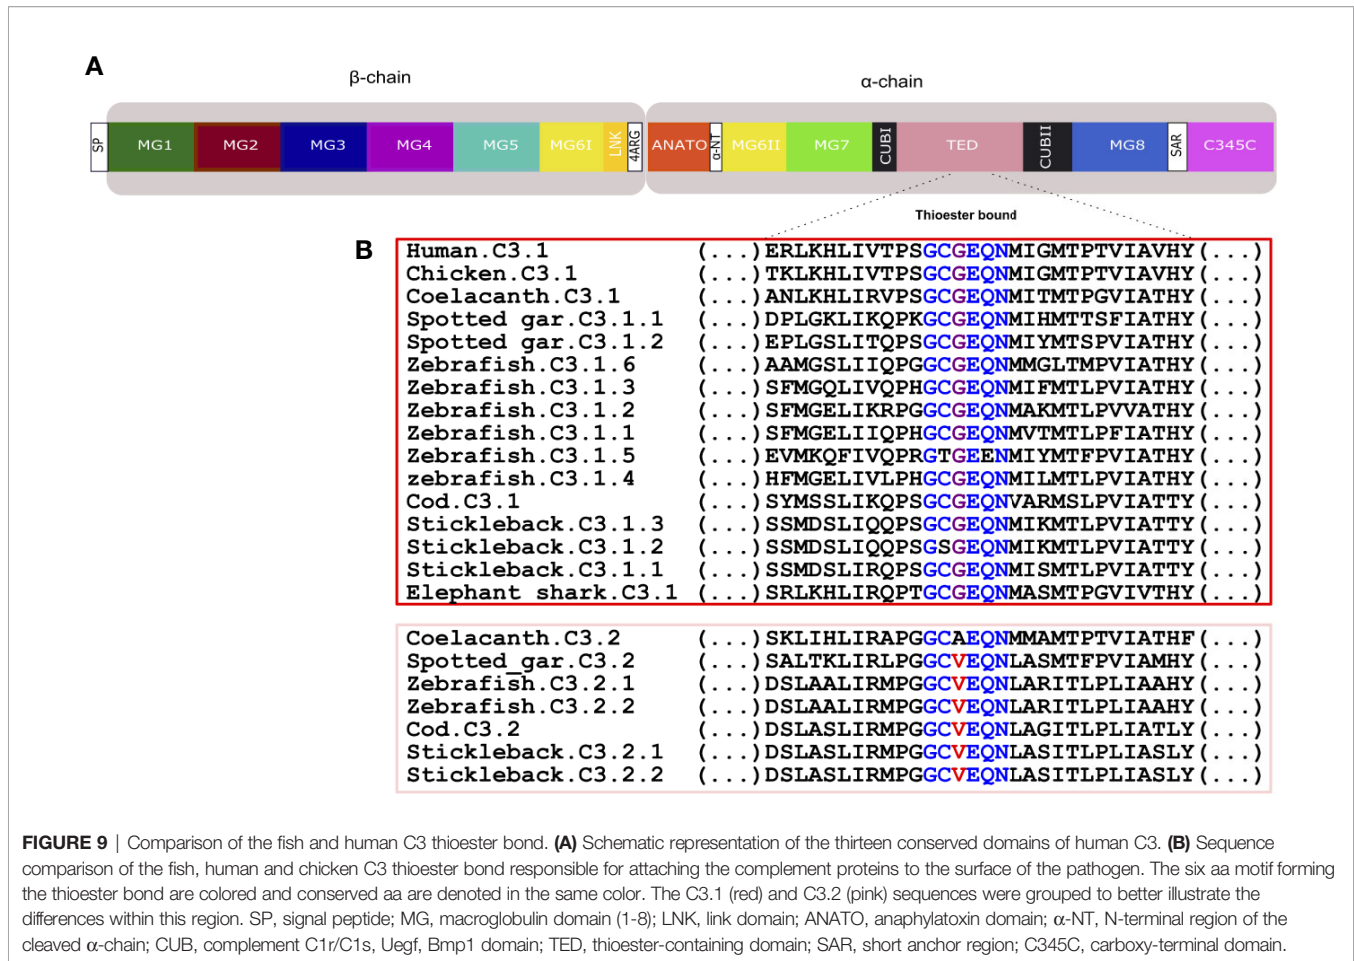 A
β-chain
α-chain
SP MG1 MG2 MG3 MG4 MG5 MG6I LNK 4ARG ANATO α-NT MG6II MG7 CUBI TED CUBII MG8 SAR C345C
Thioester bound
B
Human.C3.1 (...)ERLKHLIVTPSGCGEQNMIGMTPTVIAVHY(...)
Chicken.C3.1 (...)TKLKHLIVTPSGCGEQNMIGMTPTVIAVHY(...)
Coelacanth.C3.1 (...)ANLKHLIRVPSGCGEQNMITMTPGVIATHY(...)
Spotted gar.C3.1.1 (...)DPLGKLIKQPKGCGEQNMIHMTTSFIATHY(...)
Spotted gar.C3.1.2 (...)EPLGSLITQPSGCGEQNMIYMTSPVIATHY(...)
Zebrafish.C3.1.6 (...)AAMGSLIIQPGGCGEQNMMGLTMPVIATHY(...)
Zebrafish.C3.1.3 (...)SFMGQLIVQPHGCGEQNMIFMTLPVIATHY(...)
Zebrafish.C3.1.2 (...)SFMGELIKRPGGCGEQNMAKMTLPVVATHY(...)
Zebrafish.C3.1.1 (...)SFMGELIIQPHGCGEQNMVTMTLPFIATHY(...)
Zebrafish.C3.1.5 (...)EVMKQFIVQPRGTGEENMIYMTFPVIATHY(...)
zebrafish.C3.1.4 (...)HFMGELIVLPHGCGEQNMILMTLPVIATHY(...)
Cod.C3.1 (...)SYMSSLIKQPSGCGEQNVARMSLPVIATTY(...)
Stickleback.C3.1.3 (...)SSMDSLIQQPSGCGEQNMIKMTLPVIATTY(...)
Stickleback.C3.1.2 (...)SSMDSLIQQPSGSGEQNMIKMTLPVIATTY(...)
Stickleback.C3.1.1 (...)SSMDSLIRQPSGCGEQNMISMTLPVIATTY(...)
Elephant shark.C3.1 (...)SRLKHLIRQPTGCGEQNMASMTPGVIVTHY(...)
Coelacanth.C3.2 (...)SKLIHLIRAPGGCAEQNMMAMTPTVIATHF(...)
Spotted_gar.C3.2 (...)SALTKLIRLPGGCVEQNLASMTFPVIAMHY(...)
Zebrafish.C3.2.1 (...)DSLAALIRMPGGCVEQNLARITLPLIAAHY(...)
Zebrafish.C3.2.2 (...)DSLAALIRMPGGCVEQNLARITLPLIAAHY(...)
Cod.C3.2 (...)DSLASLIRMPGGCVEQNLAGITLPLIATLY(...)
Stickleback.C3.2.1 (...)DSLASLIRMPGGCVEQNLASITLPLIASLY(...)
Stickleback.C3.2.2 (...)DSLASLIRMPGGCVEQNLASITLPLIASLY(...)
FIGURE 9 | Comparison of the fish and human C3 thioester bond. (A) Schematic representation of the thirteen conserved domains of human C3. (B) Sequence
comparison of the fish, human and chicken C3 thioester bond responsible for attaching the complement proteins to the surface of the pathogen. The six aa motif forming
the thioester bond are colored and conserved aa are denoted in the same color. The C3.1 (red) and C3.2 (pink) sequences were grouped to better illustrate the
differences within this region. SP, signal peptide; MG, macroglobulin domain (1-8); LNK, link domain; ANATO, anaphylatoxin domain; α-NT, N-terminal region of the
cleaved α-chain; CUB, complement C1r/C1s, Uegf, Bmp1 domain; TED, thioester-containing domain; SAR, short anchor region; C345C, carboxy-terminal domain.